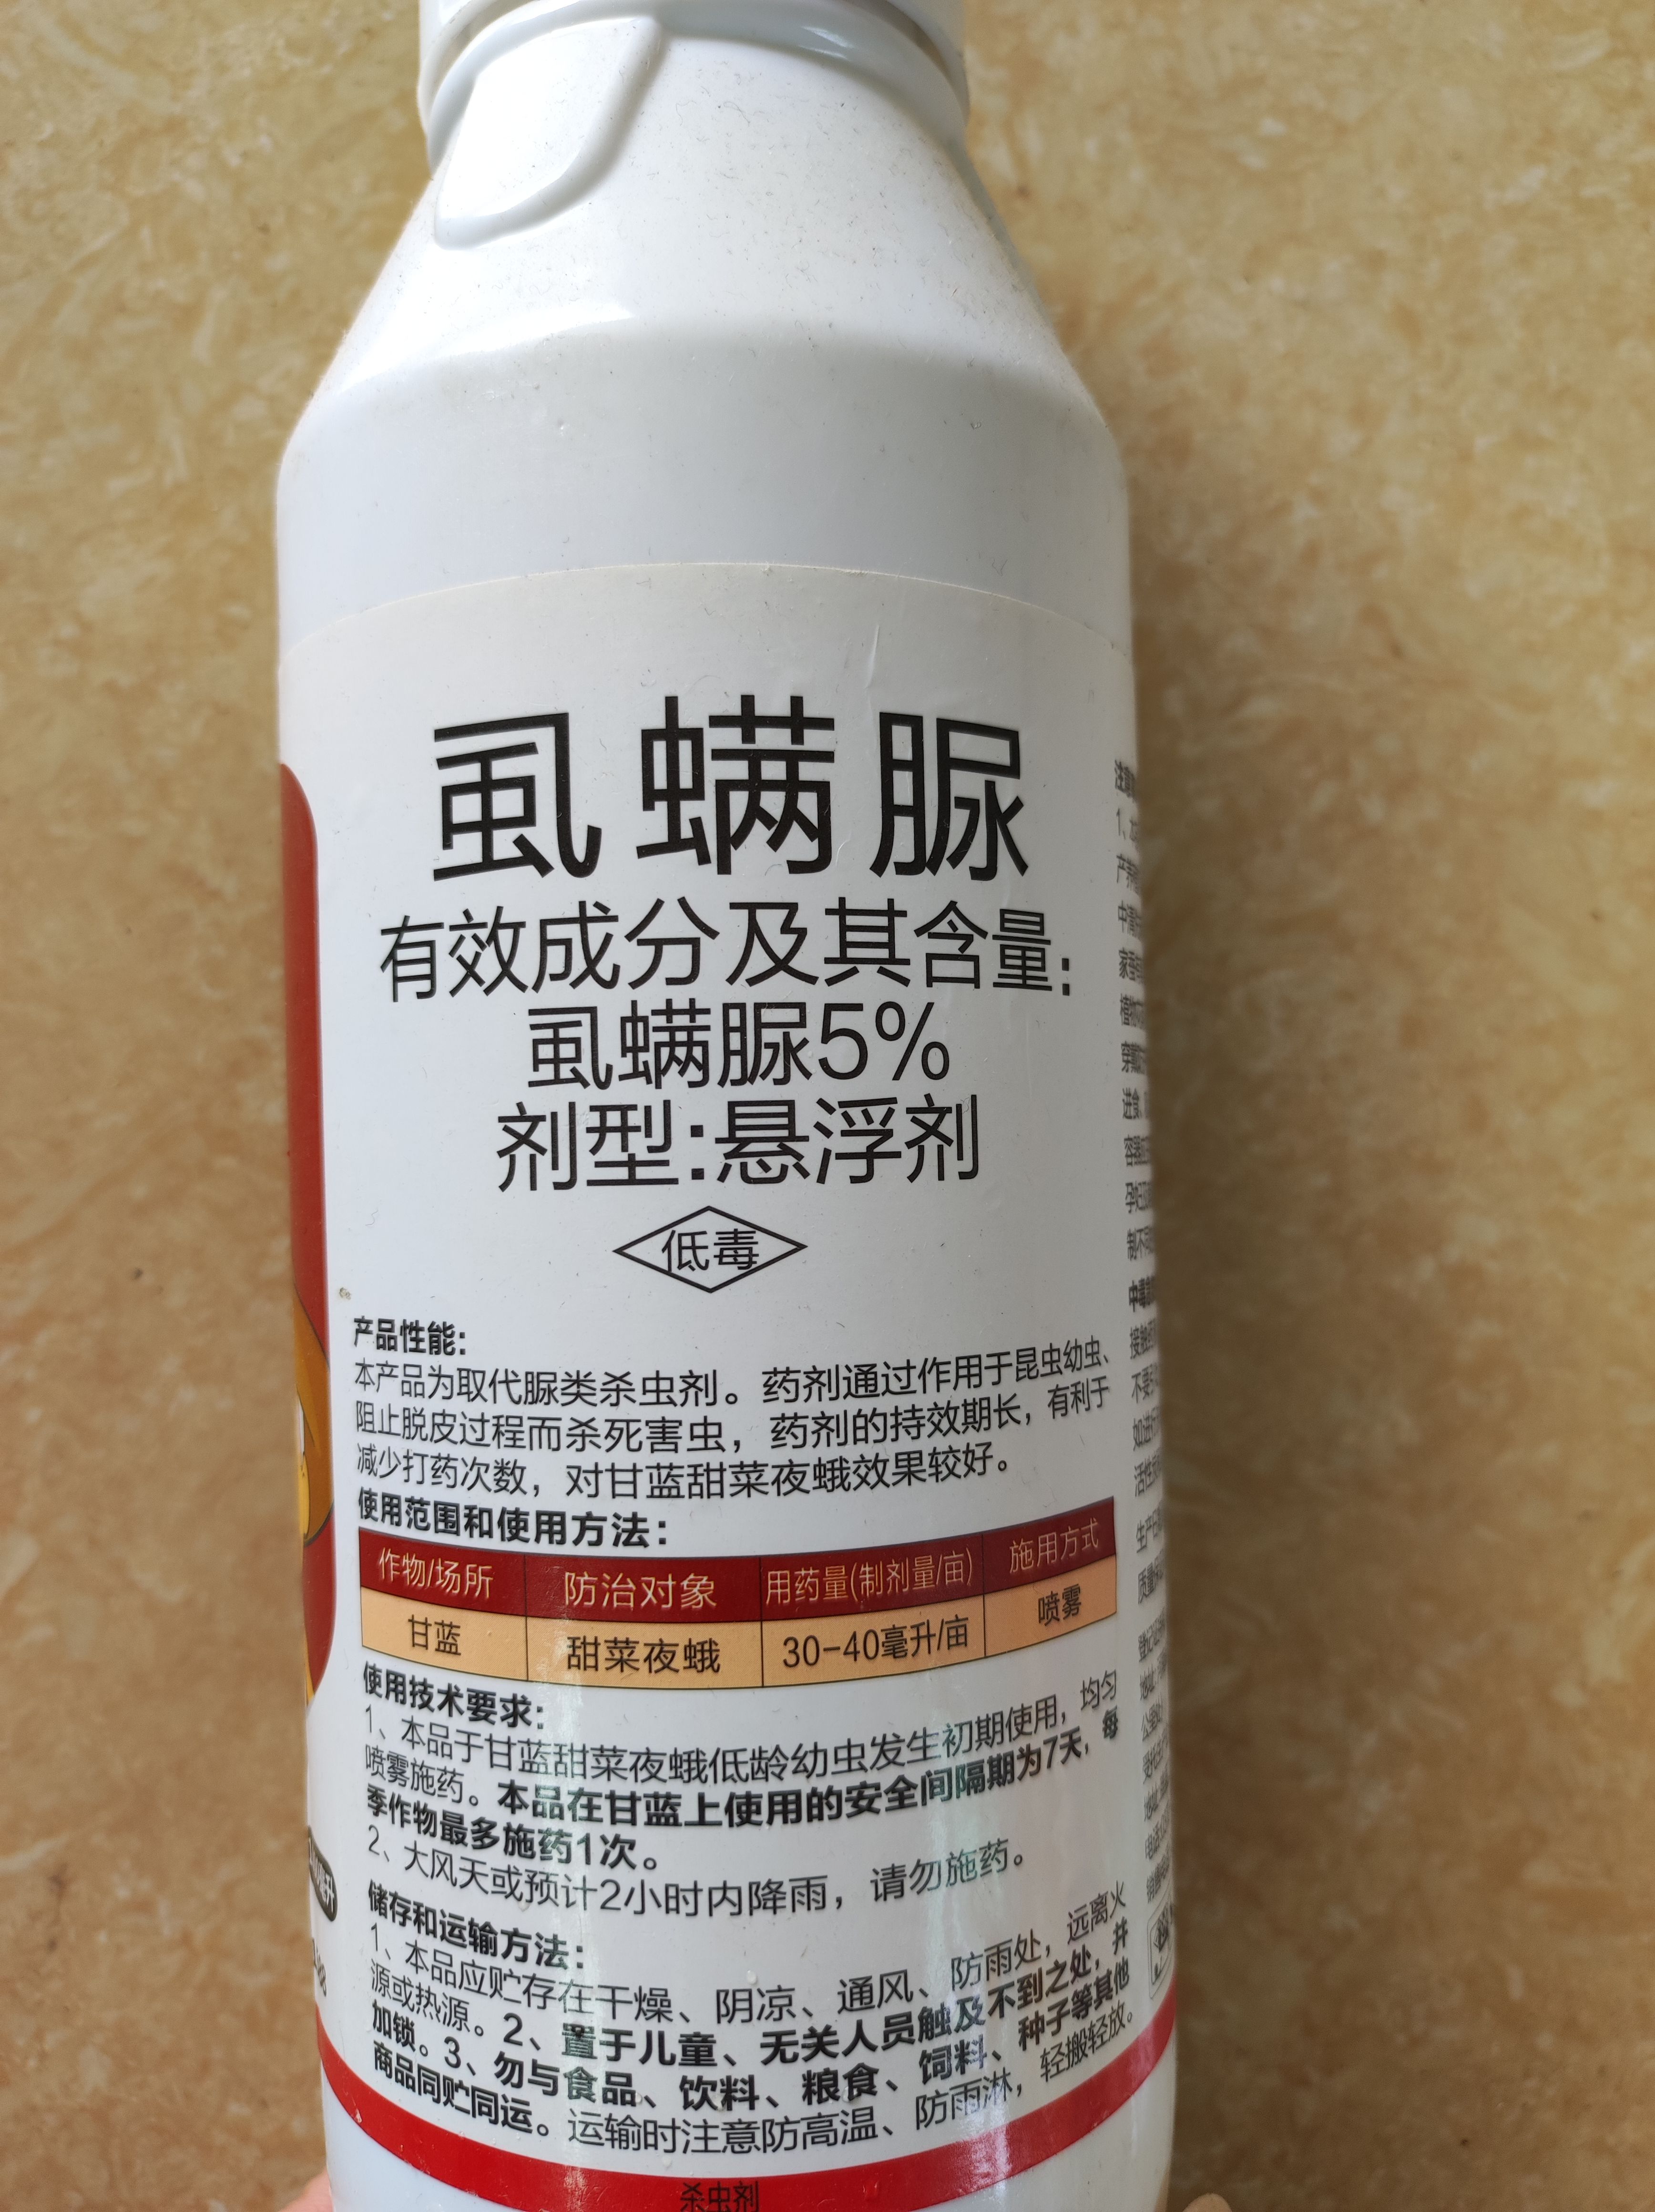 虱螨脲
有效成分及其含量:
虱螨脲5%
剂型:悬浮剂
低毒
产品性能:
本产品为取代脲类杀虫剂。药剂通过作用于昆虫幼虫、
阻止脱皮过程而杀死害虫，药剂的持效期长，有利于
减少打药次数，对甘蓝甜菜夜蛾效果较好。
使用范围和使用方法:
作物/场所 防治对象 用药量(制剂量/亩) 施用方式
甘蓝 甜菜夜蛾 30-40毫升/亩 喷雾
使用技术要求:
1、本品于甘蓝甜菜夜蛾低龄幼虫发生初期使用，均匀
喷雾施药。本品在甘蓝上使用的安全间隔期为7天，每
季作物最多施药1次。
2、大风天或预计2小时内降雨，请勿施药。
储存和运输方法:
1、本品应贮存在干燥、阴凉、通风、防雨处，远离火
源或热源。2、置于儿童、无关人员触及不到之处，并
加锁。3、勿与食品、饮料、粮食、饲料、种子等其他
商品同贮同运。运输时注意防高温、防雨淋，轻搬轻放。
杀虫剂